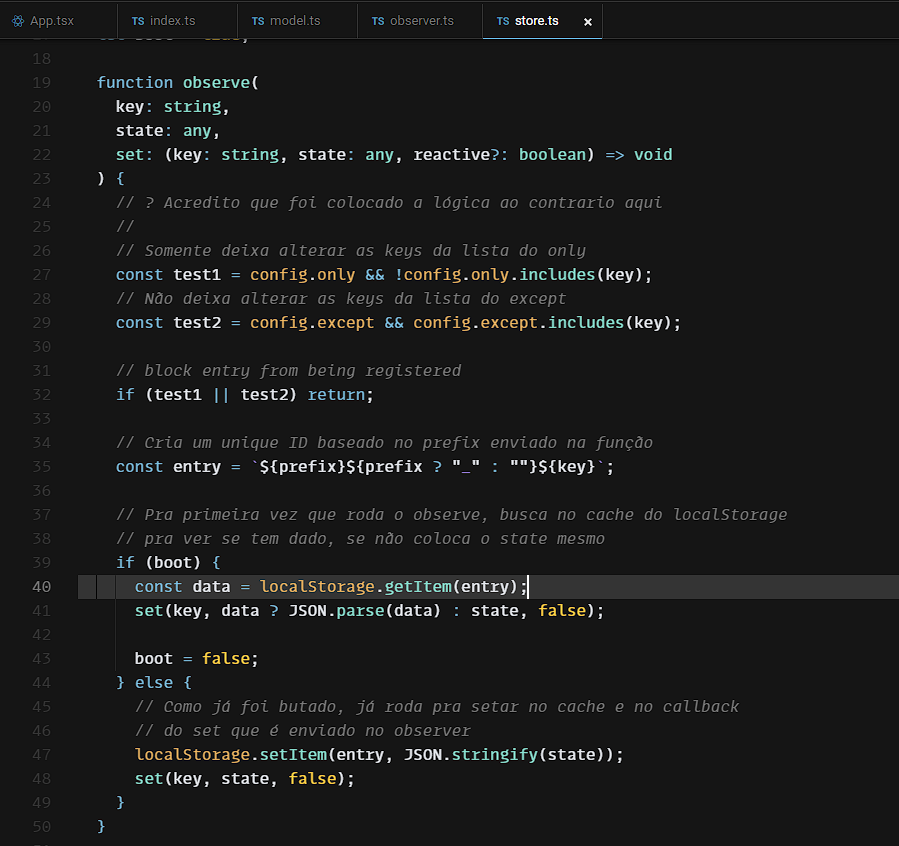 App.tsx TS index.ts TS model.ts TS observer.ts TS store.ts ×
18
19 function observe(
20 key: string,
21 state: any,
22 set: (key: string, state: any, reactive?: boolean) => void
23 ) {
24 // ? Acredito que foi colocado a lógica ao contrario aqui
25 //
26 // Somente deixa alterar as keys da lista do only
27 const test1 = config.only && !config.only.includes(key);
28 // Não deixa alterar as keys da lista do except
29 const test2 = config.except && config.except.includes(key);
30
31 // block entry from being registered
32 if (test1 || test2) return;
33
34 // Cria um unique ID baseado no prefix enviado na função
35 const entry = `${prefix}${prefix ? "_" : ""}${key}`;
36
37 // Pra primeira vez que roda o observe, busca no cache do localStorage
38 // pra ver se tem dado, se não coloca o state mesmo
39 if (boot) {
40 const data = localStorage.getItem(entry);
41 set(key, data ? JSON.parse(data) : state, false);
42
43 boot = false;
44 } else {
45 // Como já foi butado, já roda pra setar no cache e no callback
46 // do set que é enviado no observer
47 localStorage.setItem(entry, JSON.stringify(state));
48 set(key, state, false);
49 }
50 }